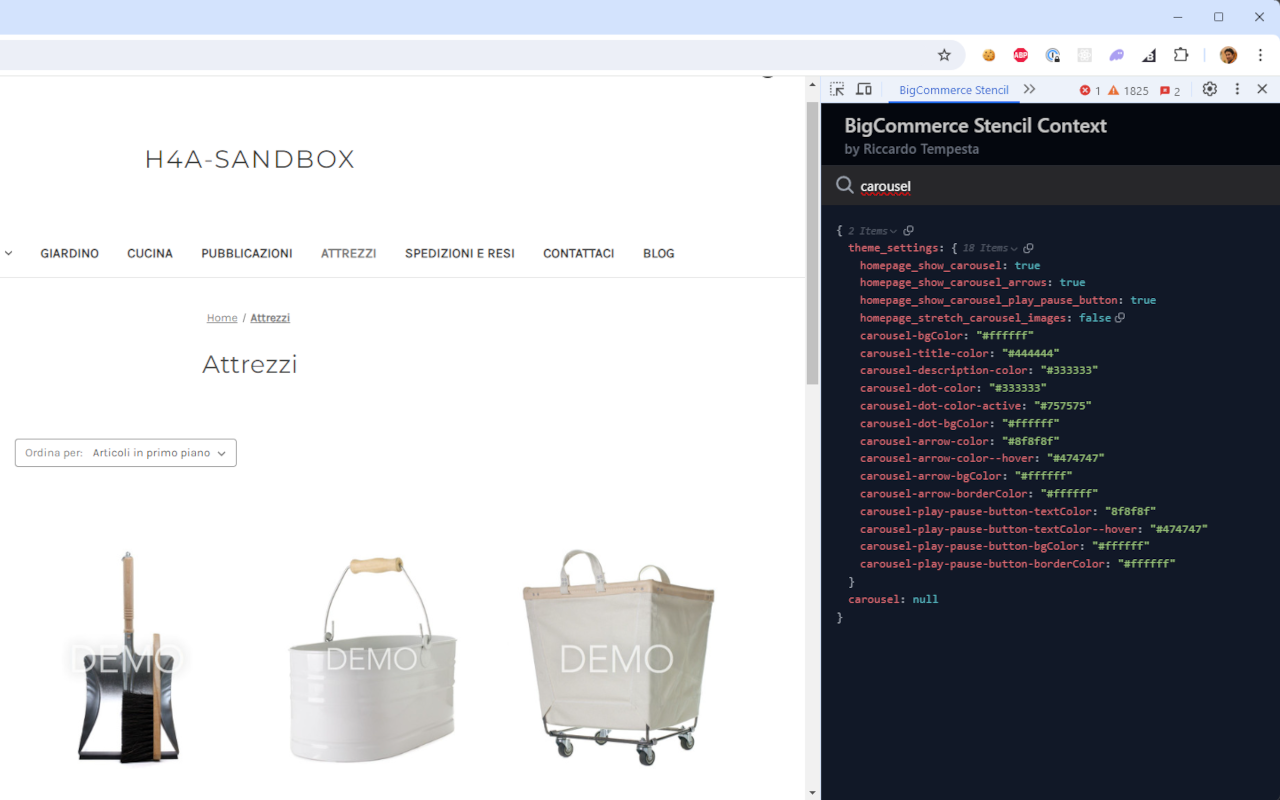 ABP
BigCommerce Stencil
1
1825
2
BigCommerce Stencil Context
by Riccardo Tempesta
carousel
H4A-SANDBOX
GIARDINO CUCINA PUBBLICAZIONI ATTREZZI SPEDIZIONI E RESI CONTATTACI BLOG
Home / Attrezzi
Attrezzi
Ordina per: Articoli in primo piano
DEMO
DEMO
DEMO
{ 2 Items
theme_settings: { 18 Items
homepage_show_carousel: true
homepage_show_carousel_arrows: true
homepage_show_carousel_play_pause_button: true
homepage_stretch_carousel_images: false
carousel-bgColor: "#ffffff"
carousel-title-color: "#444444"
carousel-description-color: "#333333"
carousel-dot-color: "#333333"
carousel-dot-color-active: "#757575"
carousel-dot-bgColor: "#ffffff"
carousel-arrow-color: "#8f8f8f"
carousel-arrow-color--hover: "#474747"
carousel-arrow-bgColor: "#ffffff"
carousel-arrow-borderColor: "#ffffff"
carousel-play-pause-button-textColor: "8f8f8f"
carousel-play-pause-button-textColor--hover: "#474747"
carousel-play-pause-button-bgColor: "#ffffff"
carousel-play-pause-button-borderColor: "#ffffff"
}
carousel: null
}